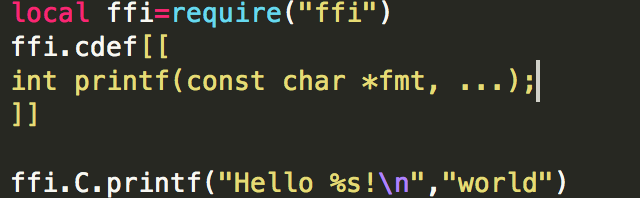 local ffi=require("ffi")
ffi.cdef[[
int printf(const char *fmt, ...);
]]
ffi.C.printf("Hello %s!\n","world")